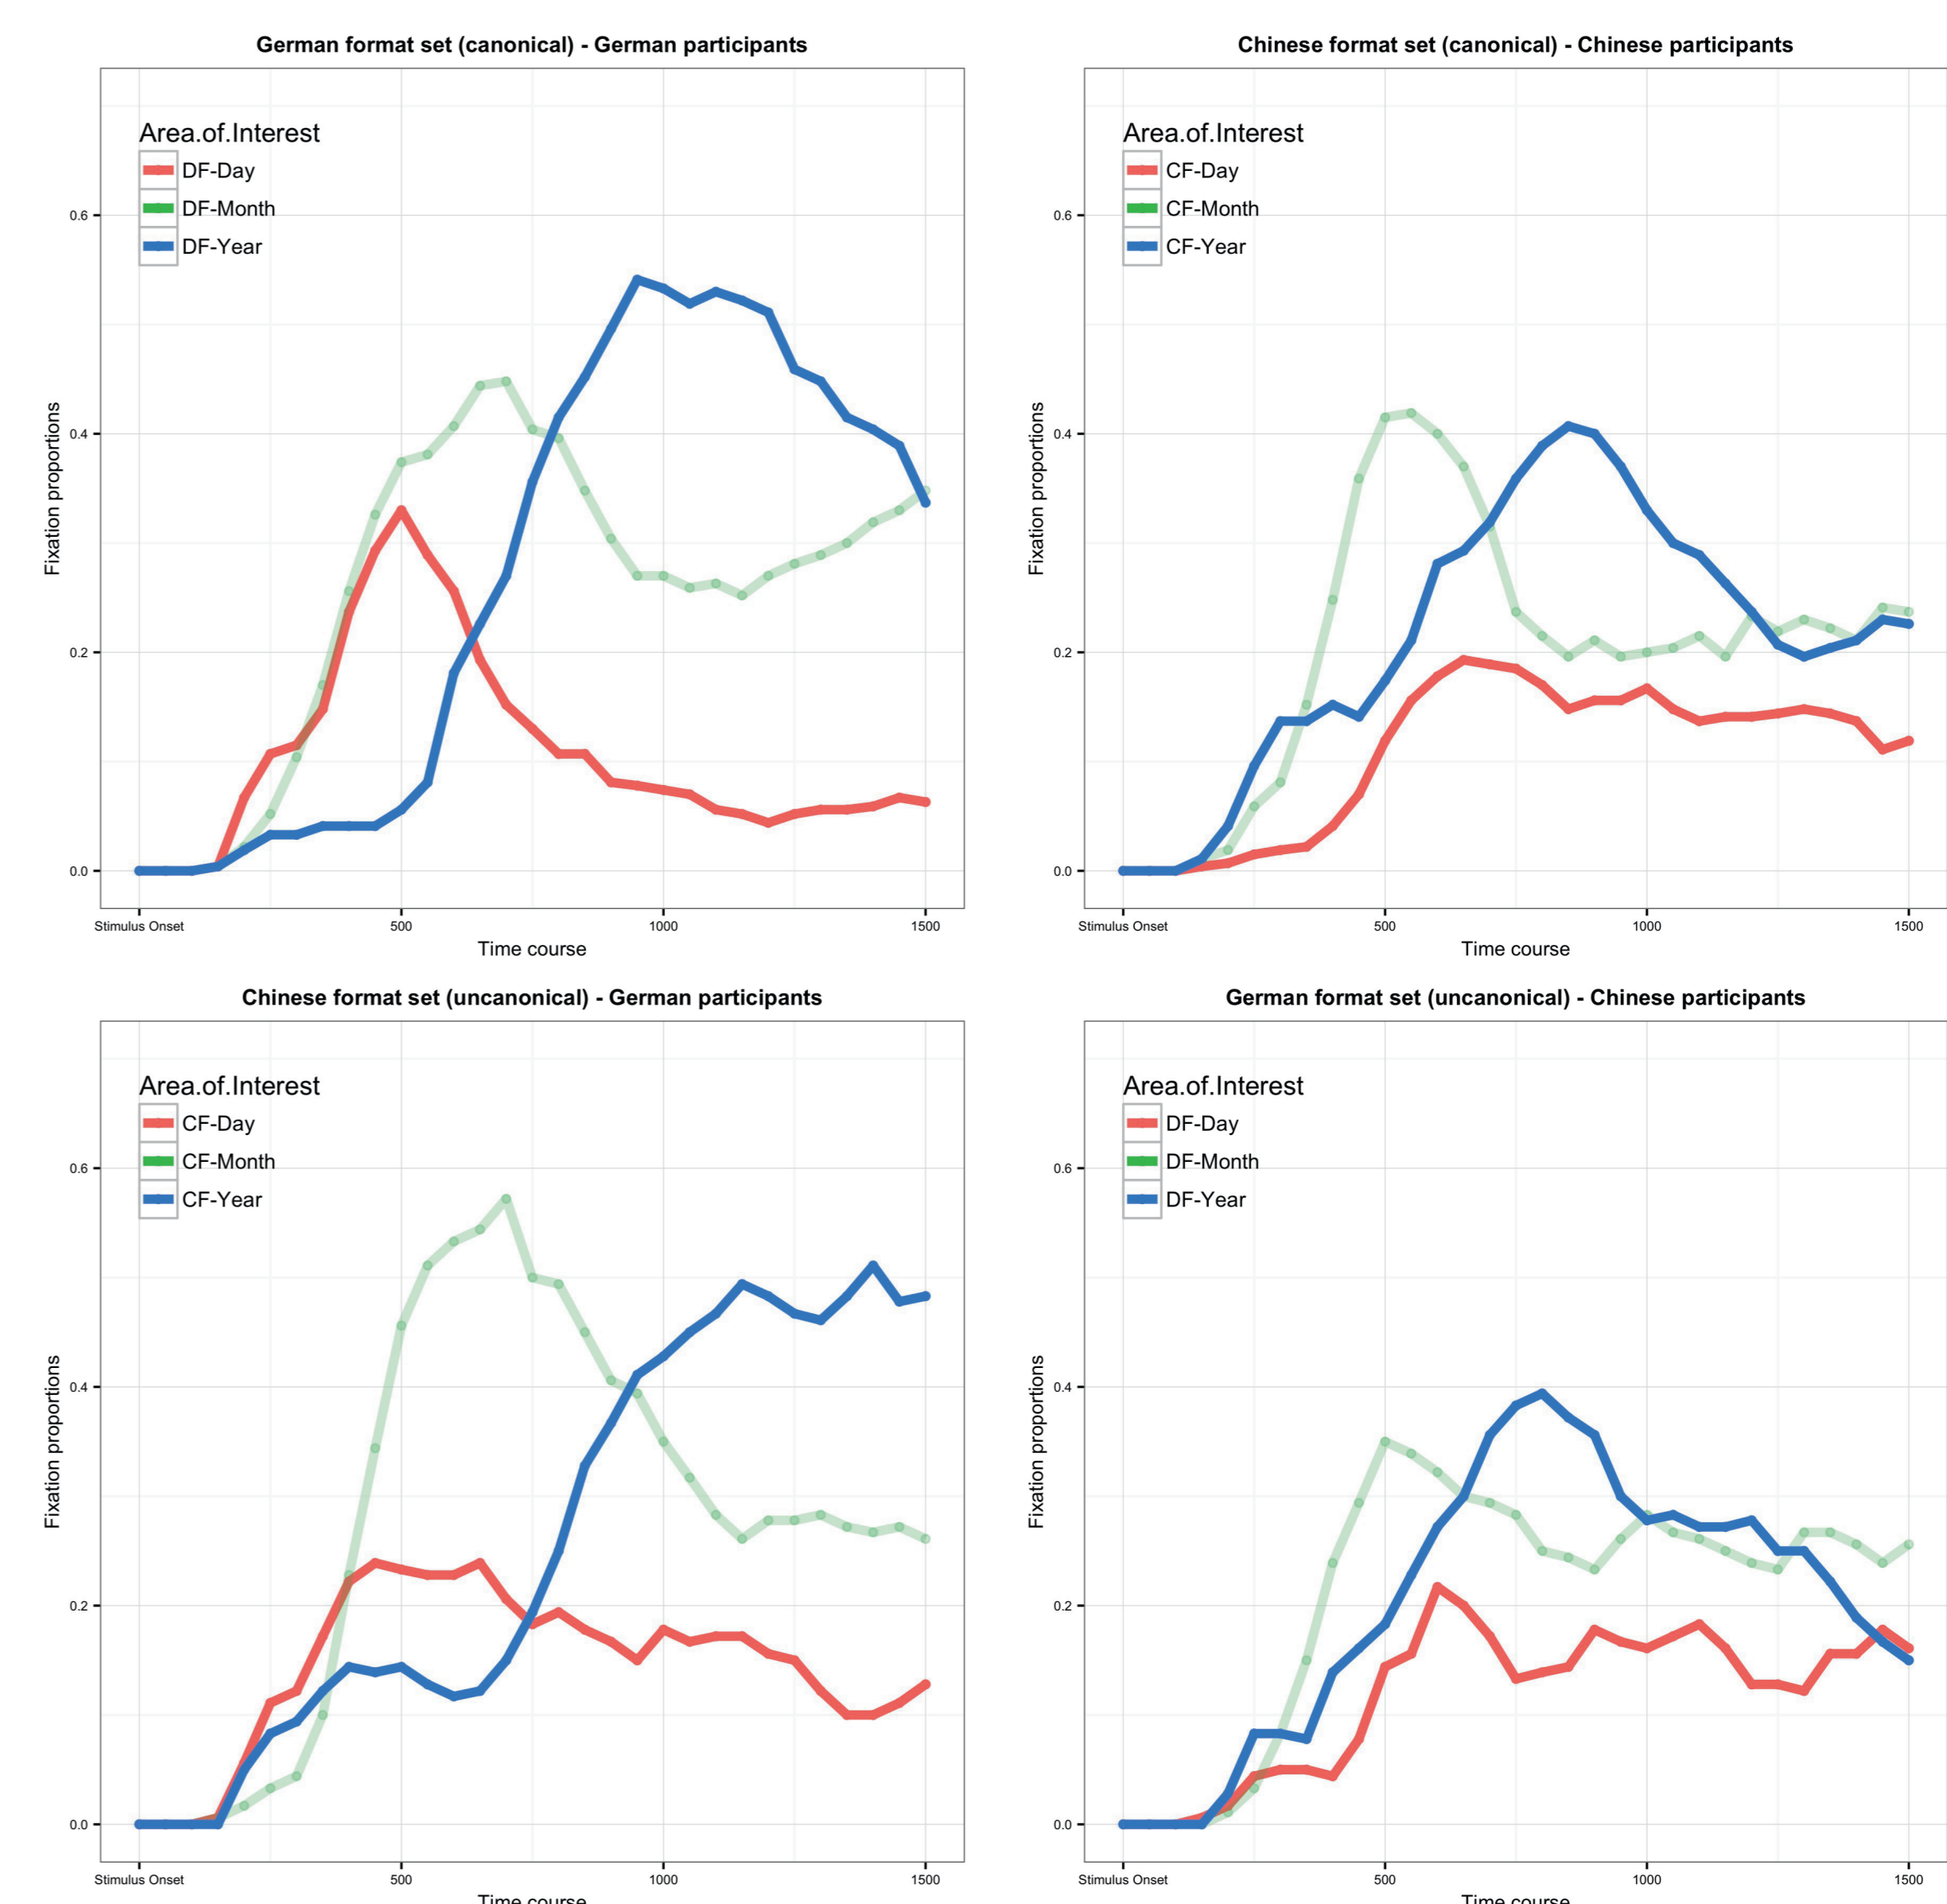 German format set (canonical) - German participants
Area.of.Interest
DF-Day
DF-Month
DF-Year
0.6
0.4
0.2
0.0
Fixation proportions
Stimulus Onset 500 1000 1500
Time course
Chinese format set (canonical) - Chinese participants
Area.of.Interest
CF-Day
CF-Month
CF-Year
0.6
0.4
0.2
0.0
Fixation proportions
Stimulus Onset 500 1000 1500
Time course
Chinese format set (uncanonical) - German participants
Area.of.Interest
CF-Day
CF-Month
CF-Year
0.6
0.4
0.2
0.0
Fixation proportions
Stimulus Onset 500 1000 1500
Time course
German format set (uncanonical) - Chinese participants
Area.of.Interest
DF-Day
DF-Month
DF-Year
0.6
0.4
0.2
0.0
Fixation proportions
Stimulus Onset 500 1000 1500
Time course